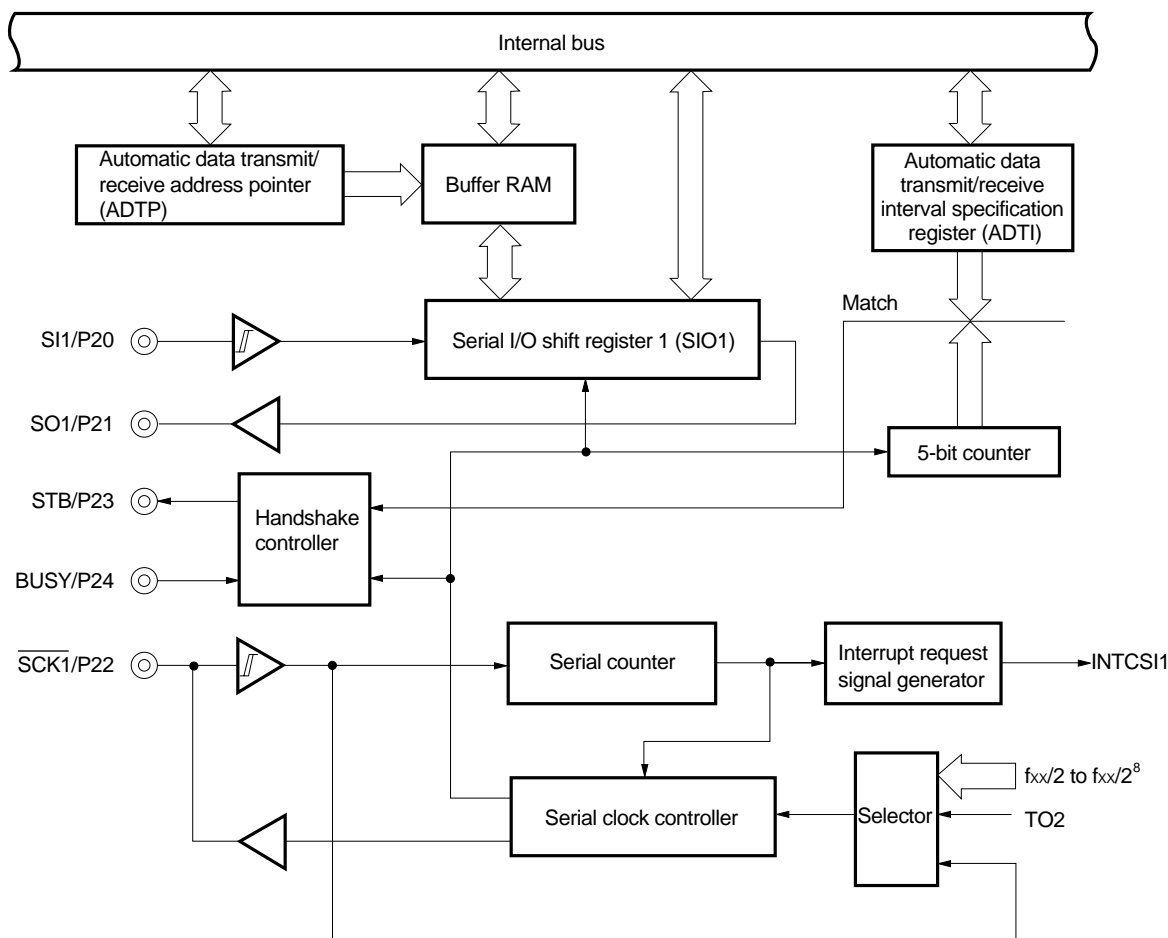 Internal bus
Automatic data transmit/
receive address pointer
(ADTP)
Buffer RAM
Automatic data
transmit/receive
interval specification
register (ADTI)
Match
SI1/P20
Serial I/O shift register 1 (SIO1)
SO1/P21
5-bit counter
STB/P23
Handshake
controller
BUSY/P24
SCK1/P22
Serial counter
Interrupt request
signal generator
INTCSI1
Serial clock controller
Selector
fxx/2 to fxx/2⁸
TO2